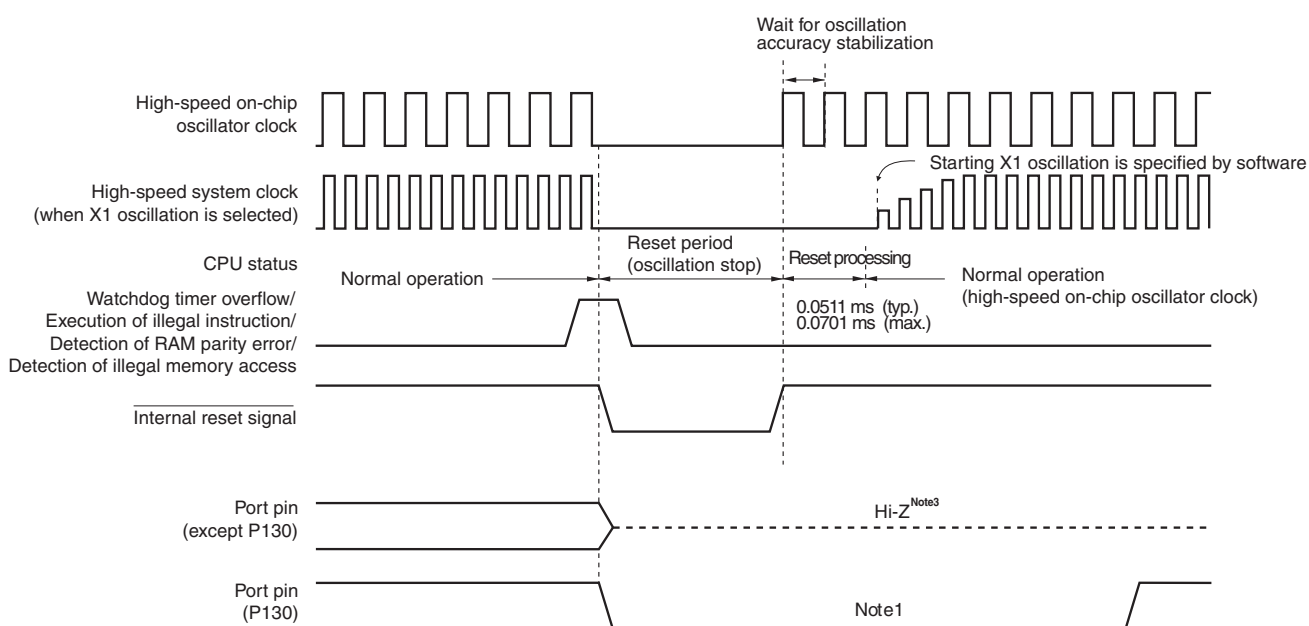 Wait for oscillation
accuracy stabilization
High-speed on-chip
oscillator clock
Starting X1 oscillation is specified by software
High-speed system clock
(when X1 oscillation is selected)
CPU status
Normal operation
Reset period
(oscillation stop)
Reset processing
Normal operation
(high-speed on-chip oscillator clock)
0.0511 ms (typ.)
0.0701 ms (max.)
Watchdog timer overflow/
Execution of illegal instruction/
Detection of RAM parity error/
Detection of illegal memory access
Internal reset signal
Port pin
(except P130)
Hi-Z Note3
Port pin
(P130)
Note1